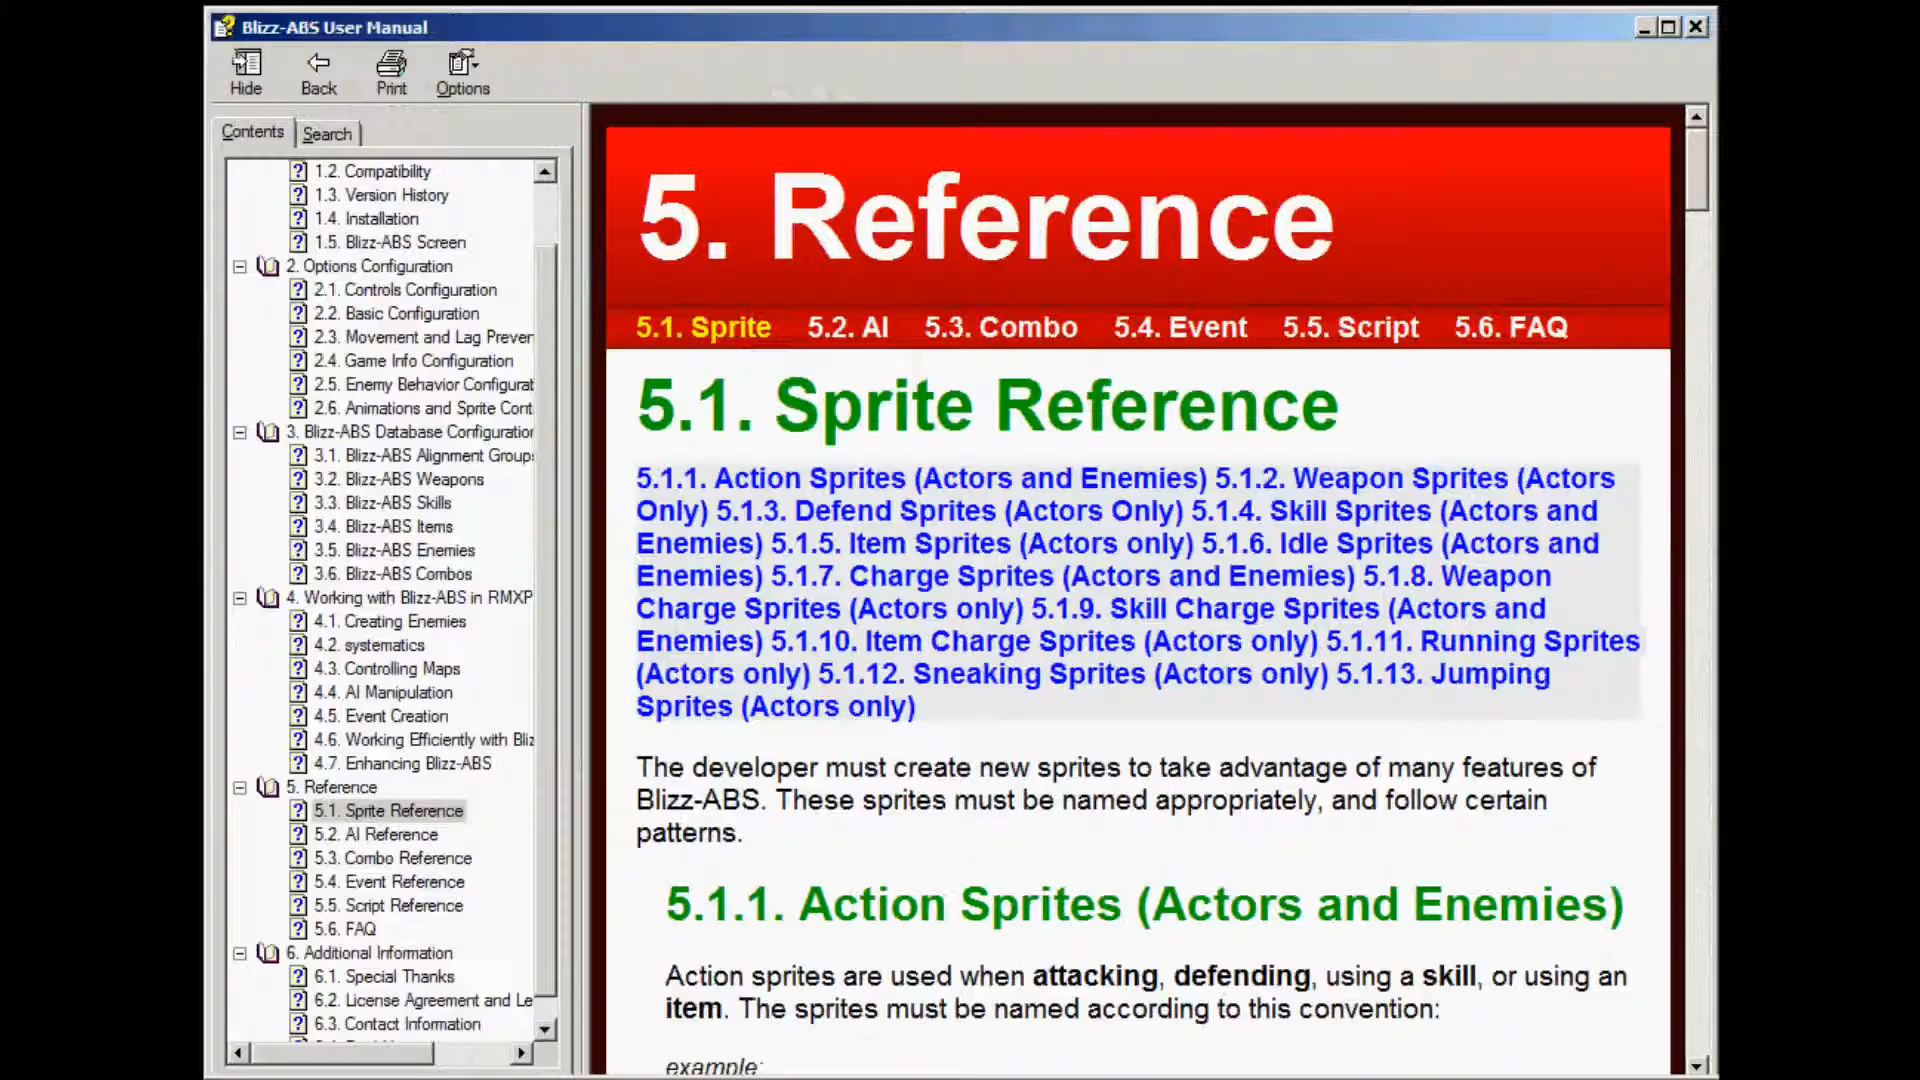 Blizz-ABS User Manual
Hide Back Print Options
Contents Search
1.2. Compatibility
1.3. Version History
1.4. Installation
1.5. Blizz-ABS Screen
2. Options Configuration
2.1. Controls Configuration
2.2. Basic Configuration
2.3. Movement and Lag Preven
2.4. Game Info Configuration
2.5. Enemy Behavior Configurat
2.6. Animations and Sprite Cont
3. Blizz-ABS Database Configuration
3.1. Blizz-ABS Alignment Groups
3.2. Blizz-ABS Weapons
3.3. Blizz-ABS Skills
3.4. Blizz-ABS Items
3.5. Blizz-ABS Enemies
3.6. Blizz-ABS Combos
4. Working with Blizz-ABS in RMXP
4.1. Creating Enemies
4.2. systematics
4.3. Controlling Maps
4.4. AI Manipulation
4.5. Event Creation
4.6. Working Efficiently with Bliz
4.7. Enhancing Blizz-ABS
5. Reference
5.1. Sprite Reference
5.2. AI Reference
5.3. Combo Reference
5.4. Event Reference
5.5. Script Reference
5.6. FAQ
6. Additional Information
6.1. Special Thanks
6.2. License Agreement and Le
6.3. Contact Information
5. Reference
5.1. Sprite 5.2. AI 5.3. Combo 5.4. Event 5.5. Script 5.6. FAQ
5.1. Sprite Reference
5.1.1. Action Sprites (Actors and Enemies) 5.1.2. Weapon Sprites (Actors
Only) 5.1.3. Defend Sprites (Actors Only) 5.1.4. Skill Sprites (Actors and
Enemies) 5.1.5. Item Sprites (Actors only) 5.1.6. Idle Sprites (Actors and
Enemies) 5.1.7. Charge Sprites (Actors and Enemies) 5.1.8. Weapon
Charge Sprites (Actors only) 5.1.9. Skill Charge Sprites (Actors and
Enemies) 5.1.10. Item Charge Sprites (Actors only) 5.1.11. Running Sprites
(Actors only) 5.1.12. Sneaking Sprites (Actors only) 5.1.13. Jumping
Sprites (Actors only)
The developer must create new sprites to take advantage of many features of
Blizz-ABS. These sprites must be named appropriately, and follow certain
patterns.
5.1.1. Action Sprites (Actors and Enemies)
Action sprites are used when attacking, defending, using a skill, or using an
item. The sprites must be named according to this convention:
example: